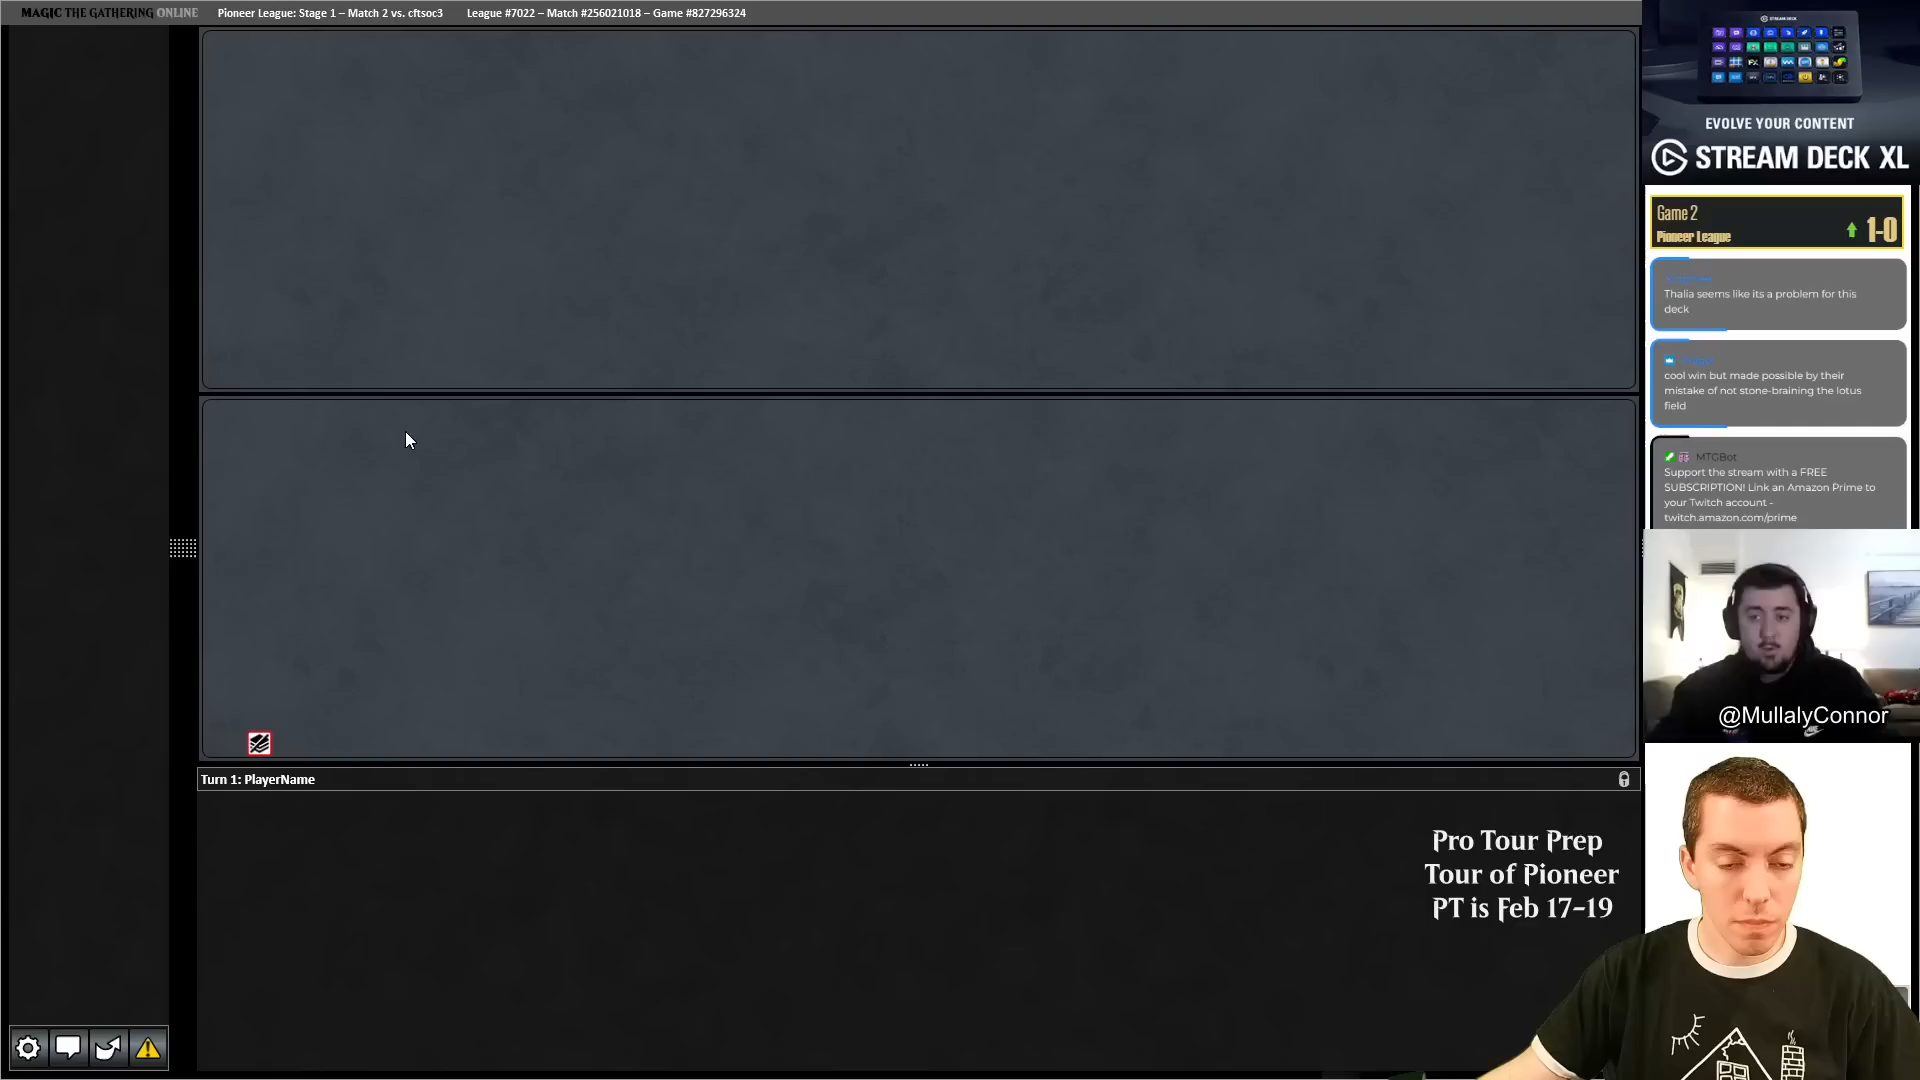 MAGIC THE GATHERING ONLINE
Pioneer League: Stage 1 – Match 2 vs. cftsoc3
League #7022 – Match #256021018 – Game #827296324
STREAM DECK
EVOLVE YOUR CONTENT
STREAM DECK XL
Game 2
Pioneer League
1-0
Thalia seems like its a problem for this
deck
cool win but made possible by their
mistake of not stone-braining the lotus
field
MTGBot
Support the stream with a FREE
SUBSCRIPTION! Link an Amazon Prime to
your Twitch account -
twitch.amazon.com/prime
@MullalyConnor
Turn 1: PlayerName
Pro Tour Prep
Tour of Pioneer
PT is Feb 17-19